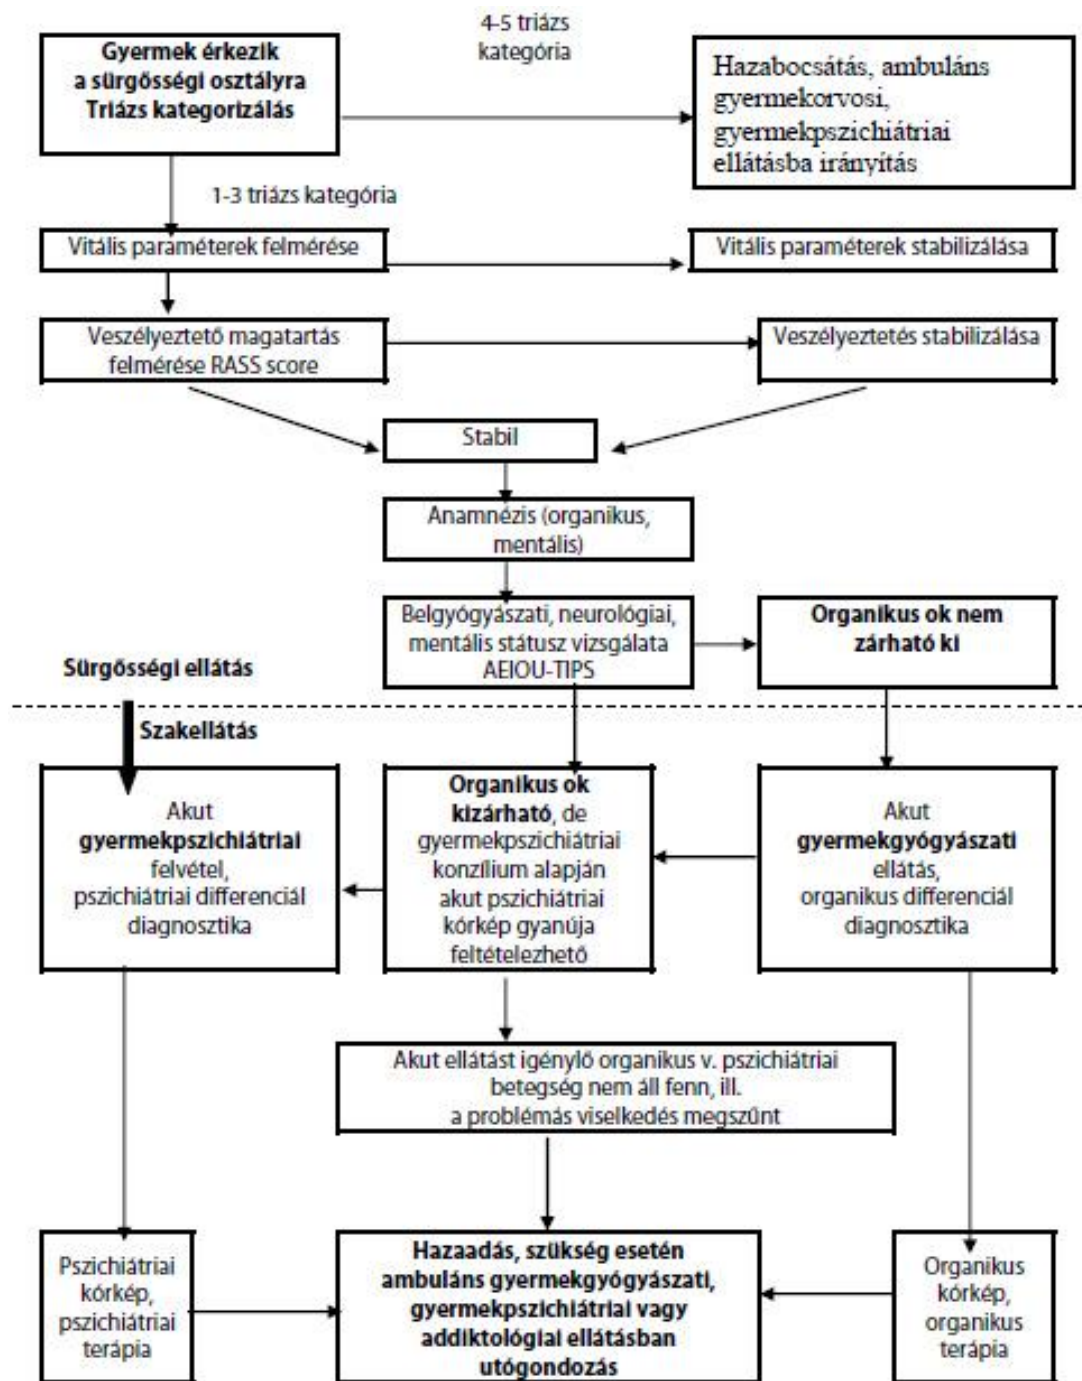 4-5 triázs
kategória
Gyermek érkezik
a sürgősségi osztályra
Triázs kategorizálás
Hazabocsátás, ambuláns
gyermekorvosi,
gyermekpszichiátriai
ellátásba irányítás
1-3 triázs kategória
Vitális paraméterek felmérése
Vitális paraméterek stabilizálása
Veszélyeztető magatartás
felmérése RASS score
Veszélyeztetés stabilizálása
Stabil
Anamnézis (organikus,
mentális)
Belgyógyászati, neurológiai,
mentális státusz vizsgálata
AEIOU-TIPS
Organikus ok nem
zárható ki
Sürgősségi ellátás
Szakellátás
Akut
gyermekpszichiátriai
felvétel,
pszichiátriai differenciál
diagnosztika
Organikus ok
kizárható, de
gyermekpszichiátriai
konzílium alapján
akut pszichiátriai
kórkép gyanúja
feltételezhető
Akut
gyermekgyógyászati
ellátás,
organikus differenciál
diagnosztika
Akut ellátást igénylő organikus v. pszichiátriai
betegség nem áll fenn, ill.
a problémás viselkedés megszűnt
Pszichiátriai
kórkép,
pszichiátriai
terápia
Hazaadás, szükség esetén
ambuláns gyermekgyógyászati,
gyermekpszichiátriai vagy
addiktológiai ellátásban
utógondozás
Organikus
kórkép,
organikus
terápia